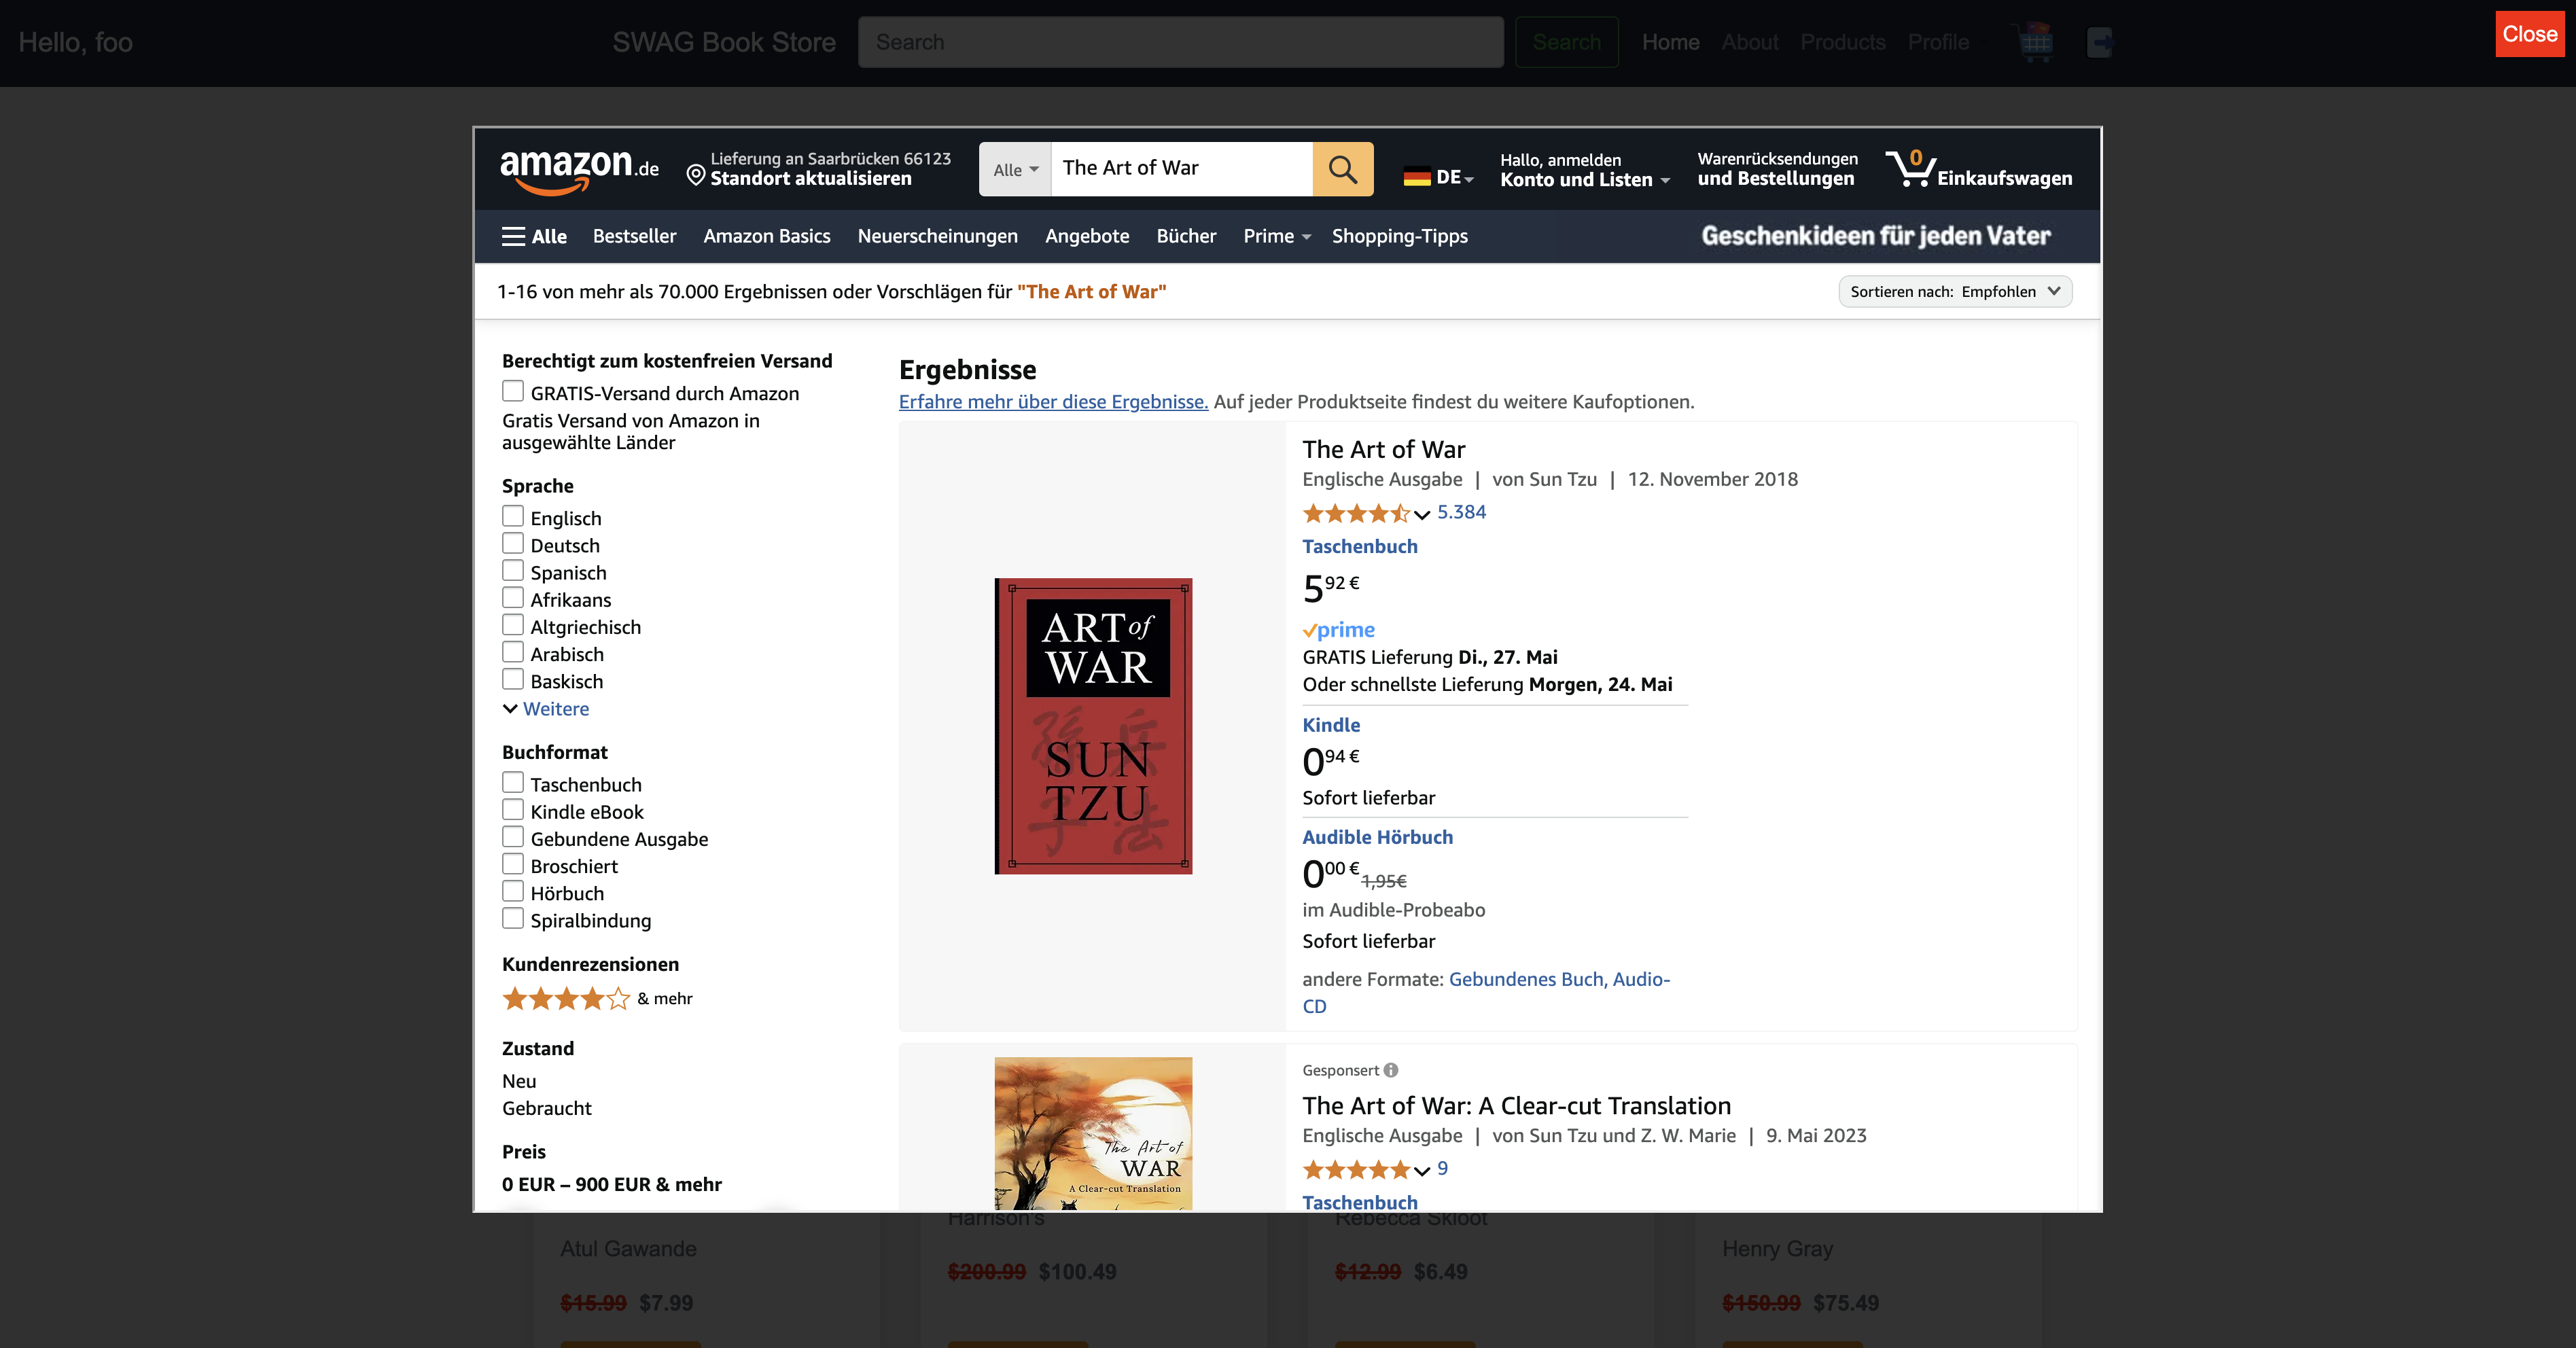 Hello, foo
SWAG Book Store
Search
Search
Home
About
Products
Profile
Close
amazon.de
Lieferung an Saarbrücken 66123
Standort aktualisieren
Alle
The Art of War
DE
Hallo, anmelden
Konto und Listen
Warenrücksendungen
und Bestellungen
0
Einkaufswagen
Alle
Bestseller
Amazon Basics
Neuerscheinungen
Angebote
Bücher
Prime
Shopping-Tipps
Geschenkideen für jeden Vater
1-16 von mehr als 70.000 Ergebnissen oder Vorschlägen für "The Art of War"
Sortieren nach: Empfohlen
Berechtigt zum kostenfreien Versand
GRATIS-Versand durch Amazon
Gratis Versand von Amazon in
ausgewählte Länder
Sprache
Englisch
Deutsch
Spanisch
Afrikaans
Altgriechisch
Arabisch
Baskisch
Weitere
Buchformat
Taschenbuch
Kindle eBook
Gebundene Ausgabe
Broschiert
Hörbuch
Spiralbindung
Kundenrezensionen
& mehr
Zustand
Neu
Gebraucht
Preis
0 EUR – 900 EUR & mehr
Ergebnisse
Erfahre mehr über diese Ergebnisse. Auf jeder Produktseite findest du weitere Kaufoptionen.
ART of
WAR
孫 兵
子 法
SUN
TZU
The Art of War
Englische Ausgabe | von Sun Tzu | 12. November 2018
5.384
Taschenbuch
5 92 €
prime
GRATIS Lieferung Di., 27. Mai
Oder schnellste Lieferung Morgen, 24. Mai
Kindle
0 94 €
Sofort lieferbar
Audible Hörbuch
0 00 € 1,95€
im Audible-Probeabo
Sofort lieferbar
andere Formate: Gebundenes Buch, Audio-
CD
The Art of
WAR
A Clear-cut Translation
Gesponsert
The Art of War: A Clear-cut Translation
Englische Ausgabe | von Sun Tzu und Z. W. Marie | 9. Mai 2023
9
Taschenbuch
Atul Gawande
$15.99 $7.99
Harrison's
$200.99 $100.49
Rebecca Skloot
$12.99 $6.49
Henry Gray
$150.99 $75.49